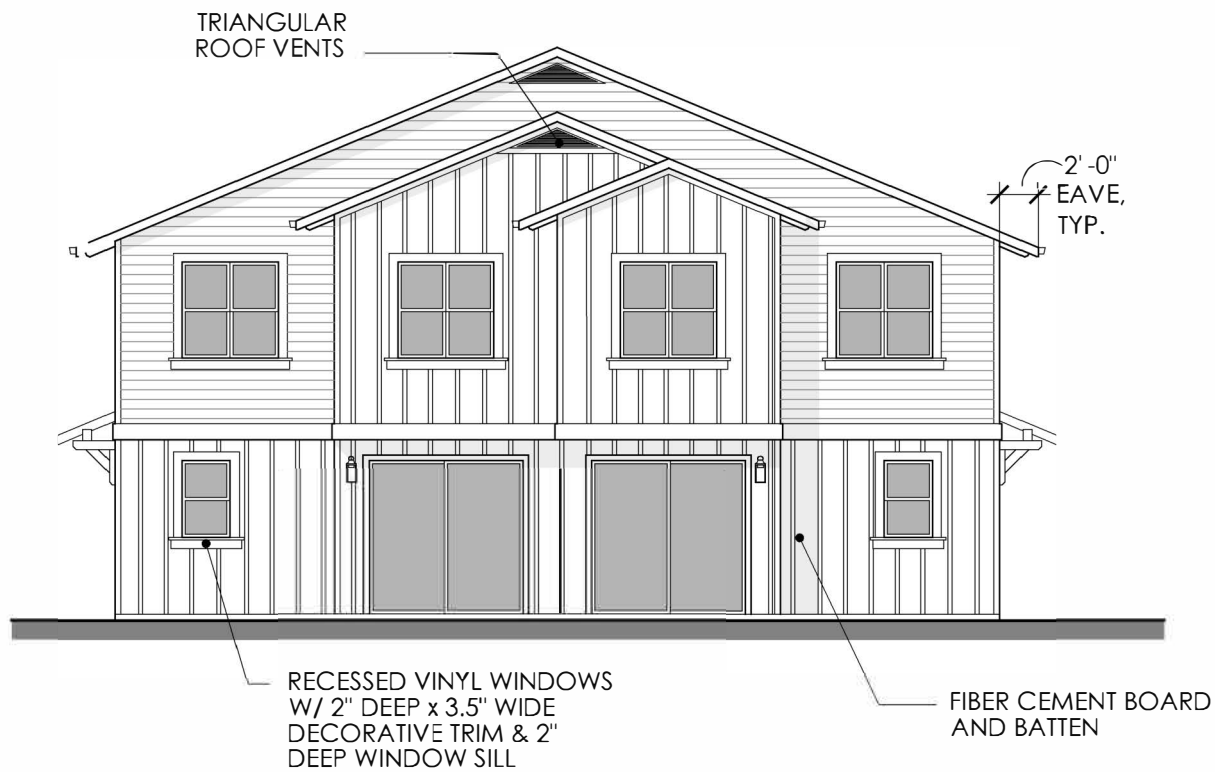 TRIANGULAR
ROOF VENTS
2'-0"
EAVE,
TYP.
RECESSED VINYL WINDOWS
W/ 2" DEEP x 3.5" WIDE
DECORATIVE TRIM & 2"
DEEP WINDOW SILL
FIBER CEMENT BOARD
AND BATTEN